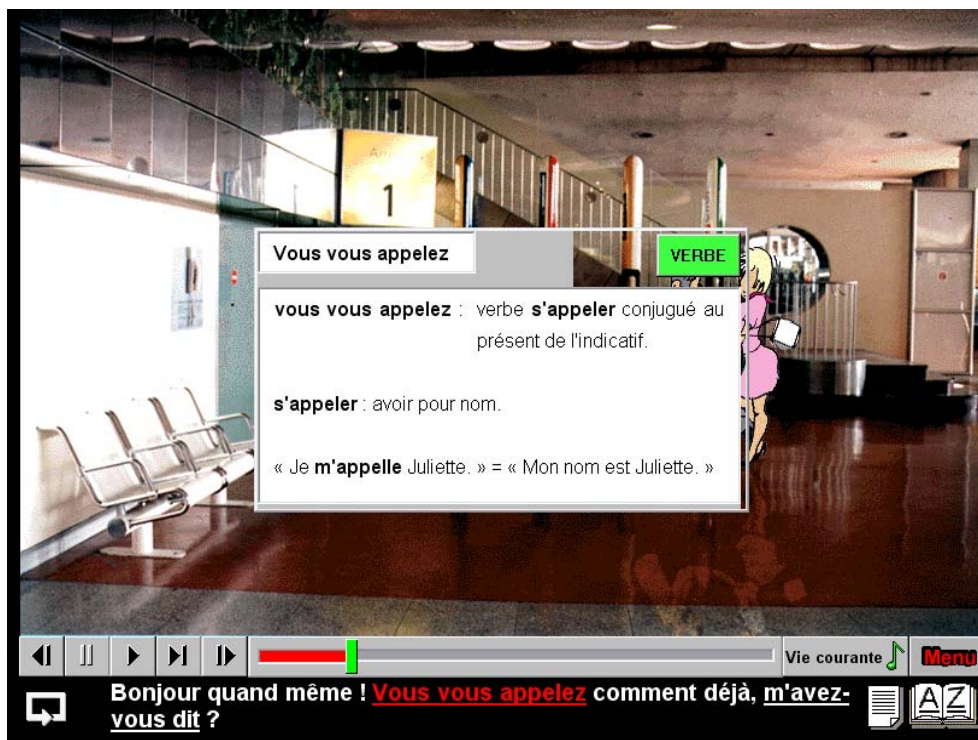 1
Vous vous appelez
VERBE
vous vous appelez : verbe s'appeler conjugué au
présent de l'indicatif.
s'appeler : avoir pour nom.
« Je m'appelle Juliette. » = « Mon nom est Juliette. »
Vie courante
Menu
Bonjour quand même ! Vous vous appelez comment déjà, m'avez-
vous dit ?
A Z